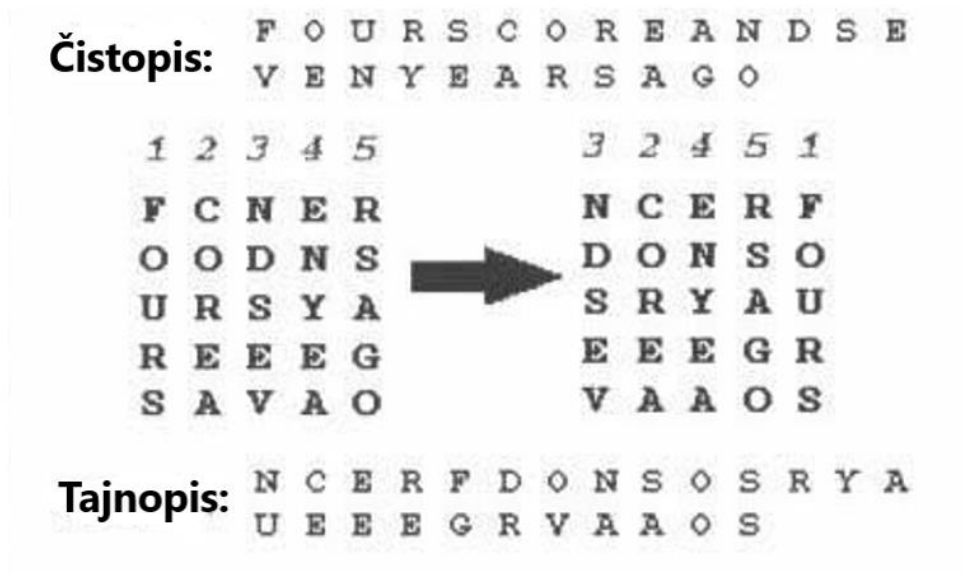 Čistopis: F O U R S C O R E A N D S E
V E N Y E A R S A G O
1 2 3 4 5
F C N E R
O O D N S
U R S Y A
R E E E G
S A V A O
3 2 4 5 1
N C E R F
D O N S O
S R Y A U
E E E G R
V A A O S
Tajnopis: N C E R F D O N S O S R Y A
U E E E G R V A A O S